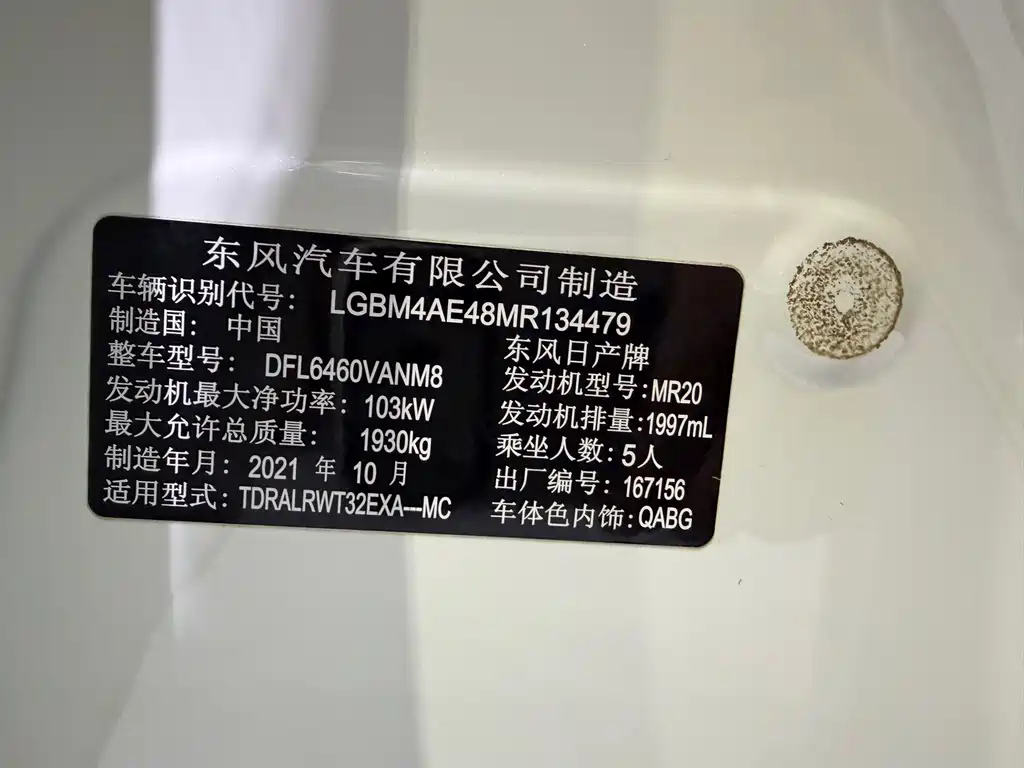 东风汽车有限公司制造
车辆识别代号: LGBM4AE48MR134479
制造国: 中国 东风日产牌
整车型号: DFL6460VANM8 发动机型号:MR20
发动机最大净功率: 103kW 发动机排量:1997mL
最大允许总质量: 1930kg 乘坐人数:5人
制造年月: 2021 年 10 月 出厂编号: 167156
适用型式:TDRALRWT32EXA---MC 车体色内饰:QABG